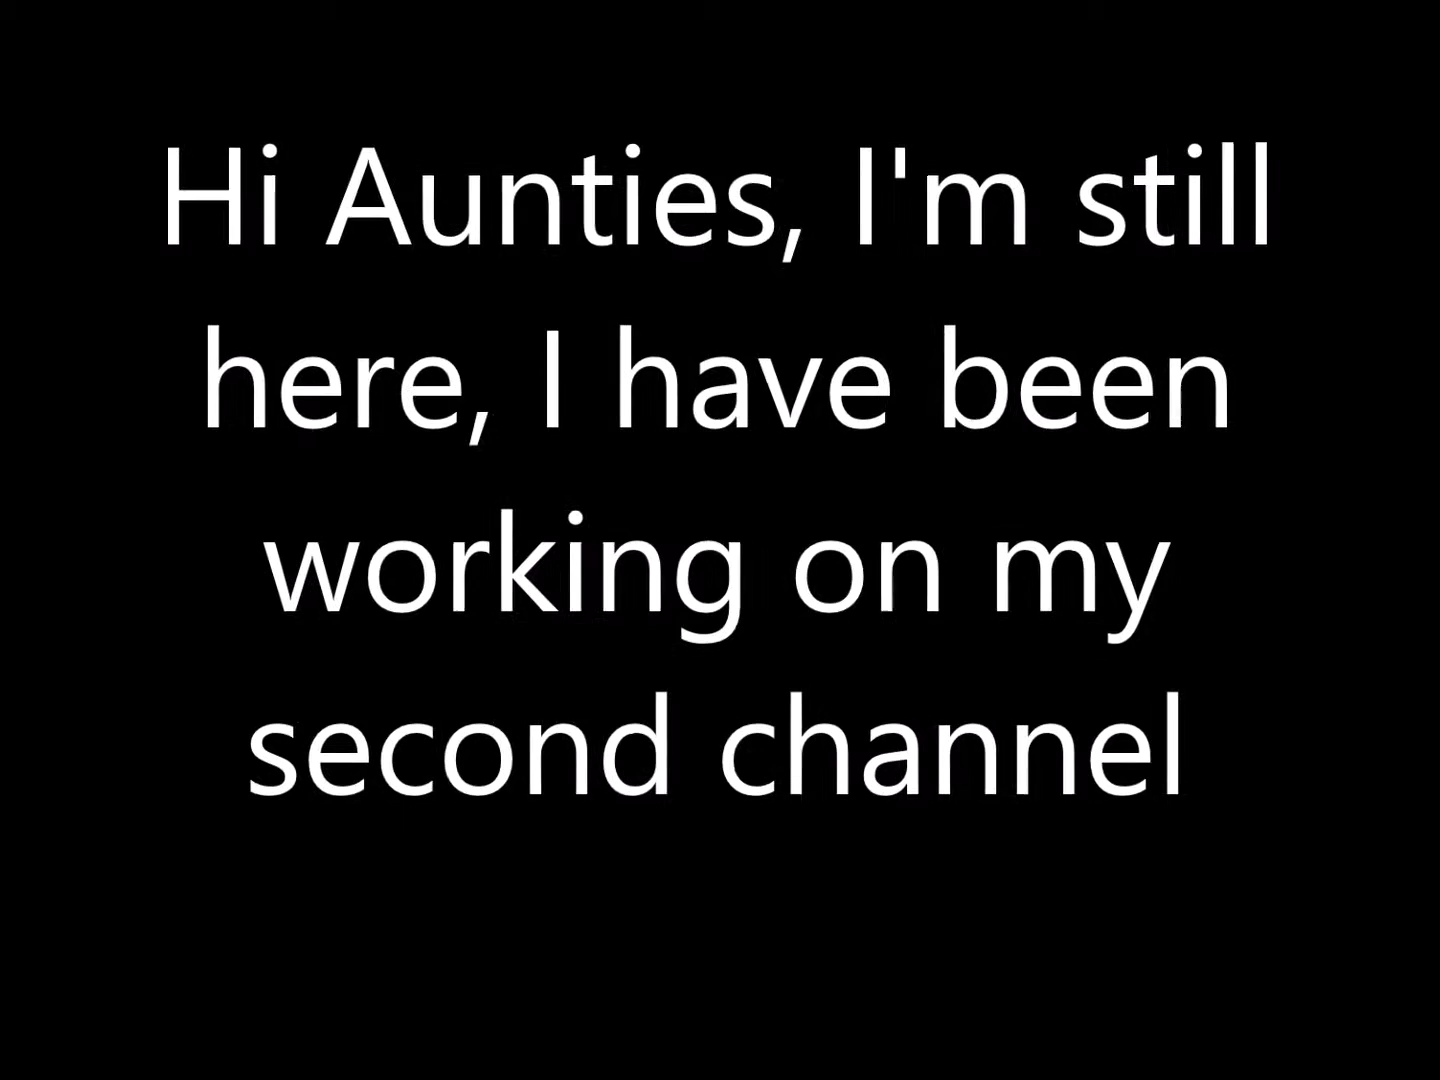 Hi Aunties, I'm still
here, I have been
working on my
second channel